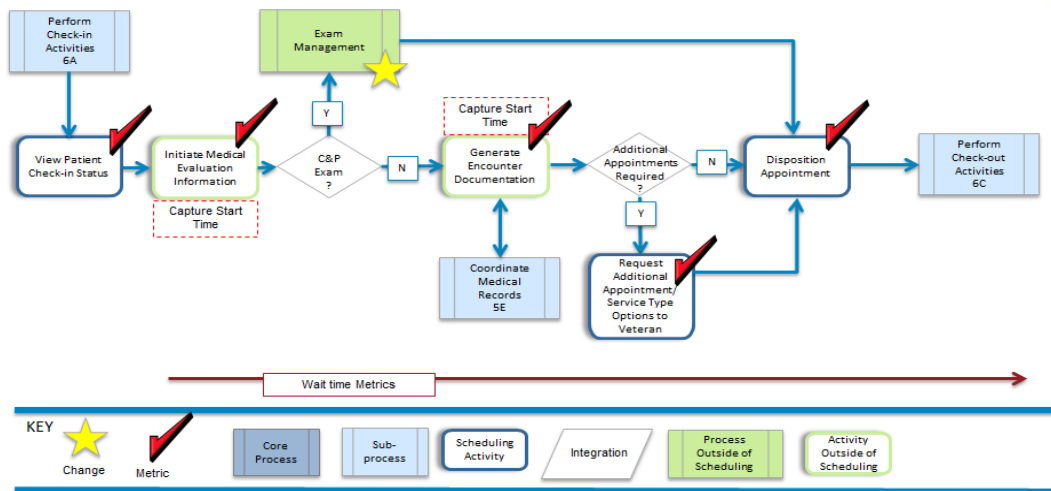 Perform
Check-in
Activities
6A
Exam
Management
View Patient
Check-in Status
Initiate Medical
Evaluation
Information
Capture Start
Time
C&P
Exam
?
Y
N
Capture Start
Time
Generate
Encounter
Documentation
Coordinate
Medical
Records
5E
Additional
Appointments
Required
?
N
Y
Request
Additional
Appointment/
Service Type
Options to
Veteran
Disposition
Appointment
Perform
Check-out
Activities
6C
Wait time Metrics
KEY
Change
Metric
Core
Process
Sub-
process
Scheduling
Activity
Integration
Process
Outside of
Scheduling
Activity
Outside of
Scheduling